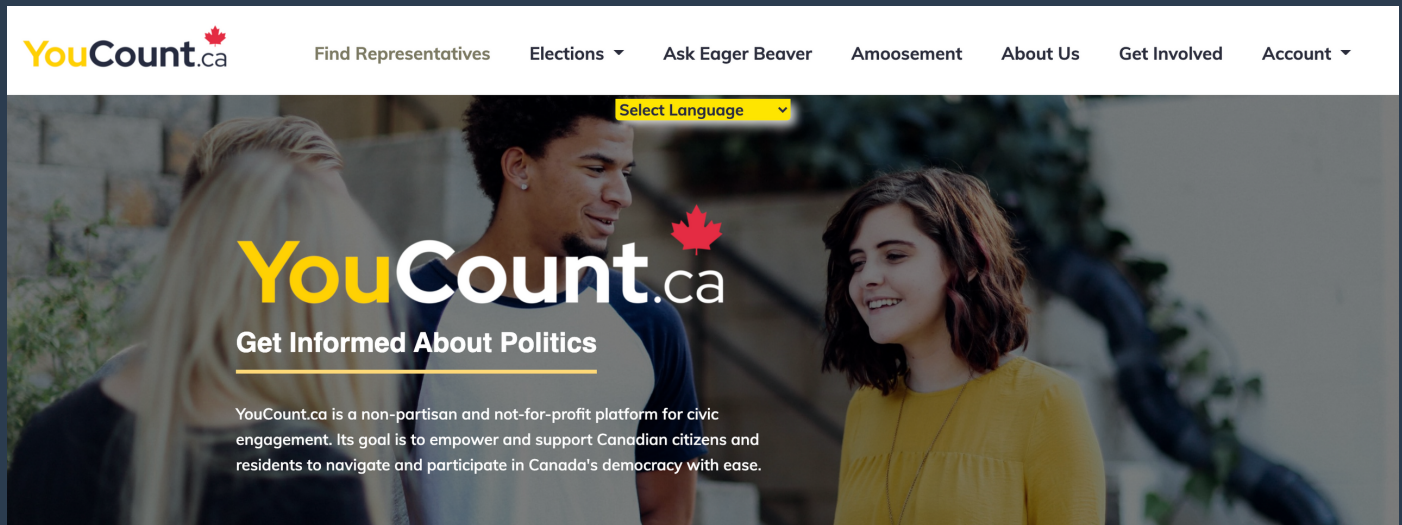 YouCount.ca
Find Representatives
Elections
Ask Eager Beaver
Amoosement
About Us
Get Involved
Account
Select Language
YouCount.ca
Get Informed About Politics
YouCount.ca is a non-partisan and not-for-profit platform for civic
engagement. Its goal is to empower and support Canadian citizens and
residents to navigate and participate in Canada's democracy with ease.